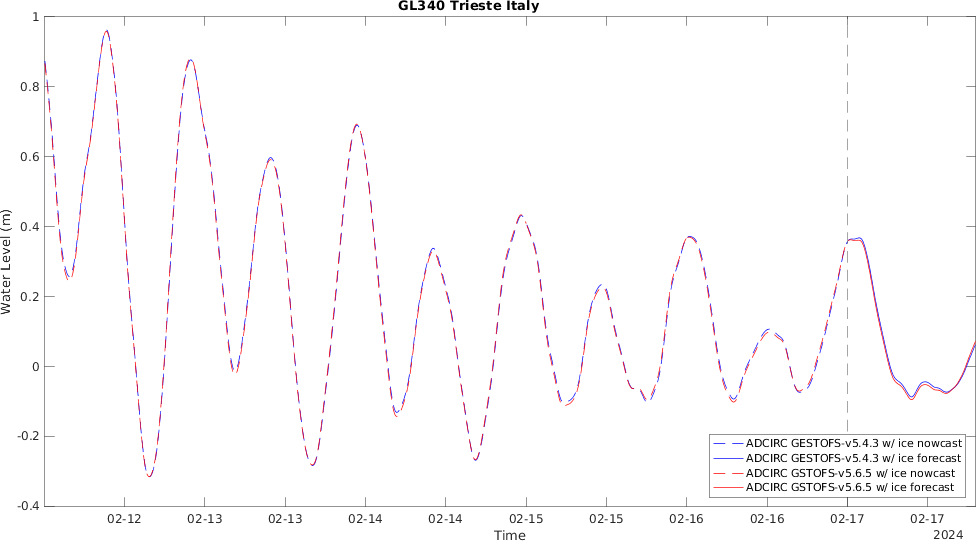 GL340 Trieste Italy
1
0.8
0.6
0.4
0.2
0
-0.2
-0.4
Water Level (m)
ADCIRC GESTOFS-v5.4.3 w/ ice nowcast
ADCIRC GESTOFS-v5.4.3 w/ ice forecast
ADCIRC GSTOFS-v5.6.5 w/ ice nowcast
ADCIRC GSTOFS-v5.6.5 w/ ice forecast
02-12 02-13 02-13 02-14 02-14 02-15 02-15 02-16 02-16 02-17 02-17
Time
2024